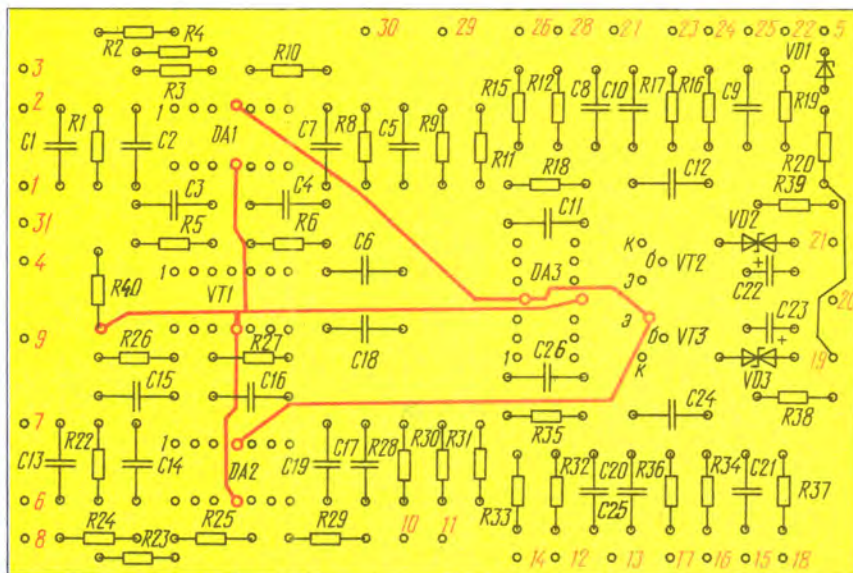 30 29 26 28 21 23 24 25 22 5
R2 R4 R10 VD1
3 R3
R15 R12 C8 C10 R17 R16 C9 R19
2 1 DA1
C1 R1 C2 C7 R8 C5 R9 R11 R20
1 C3 C4 R18 C12 R39
31 R5 R6 C11 VD2 21
4 1 C6 К б VT2
R40 VT1 DA3 э C22 + 20
9 э C23
R26 R27 C18 1 б VT3 + 19
C15 C16 C26 К VD3
7 R35 C24 R38
C13 R22 1 C14 DA2 C19 C17 R28 R30 R31
6 R33 R32 C20 C25 R36 R34 C21 R37
8 R24 R25 R29 10 11
R23 14 12 13 17 16 15 18